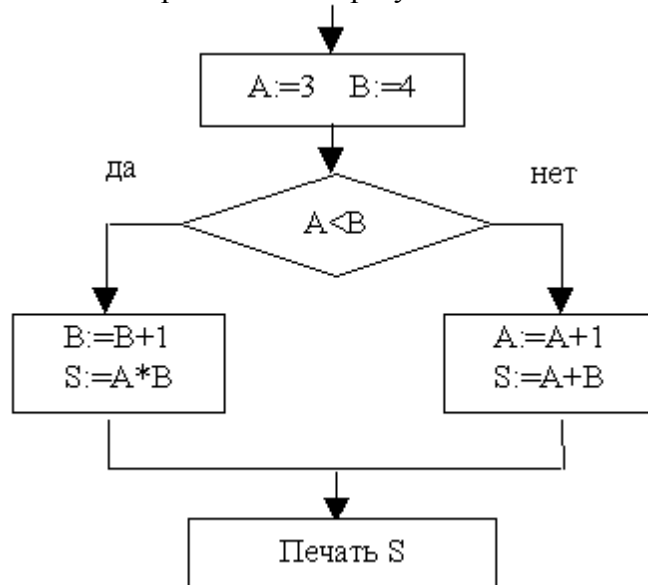 A:=3 B:=4
да
нет
A<B
B:=B+1
S:=A*B
A:=A+1
S:=A+B
Печать S